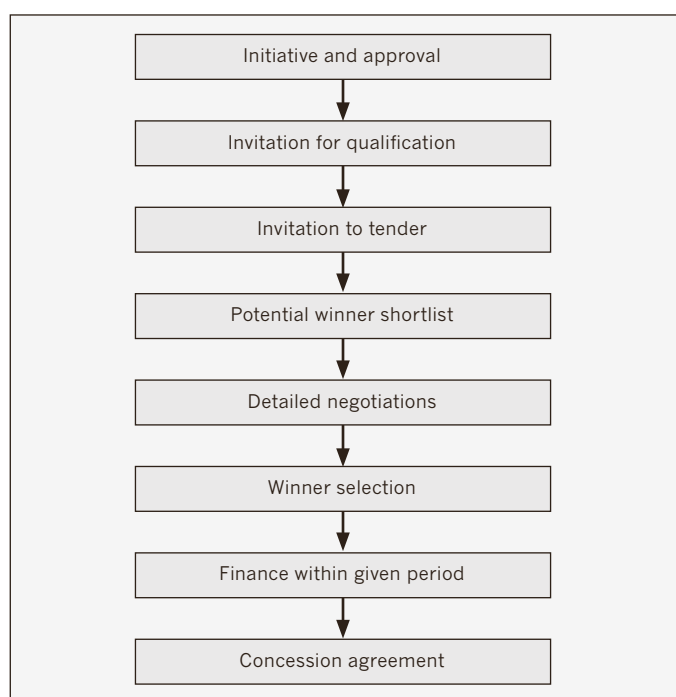 Initiative and approval
Invitation for qualification
Invitation to tender
Potential winner shortlist
Detailed negotiations
Winner selection
Finance within given period
Concession agreement